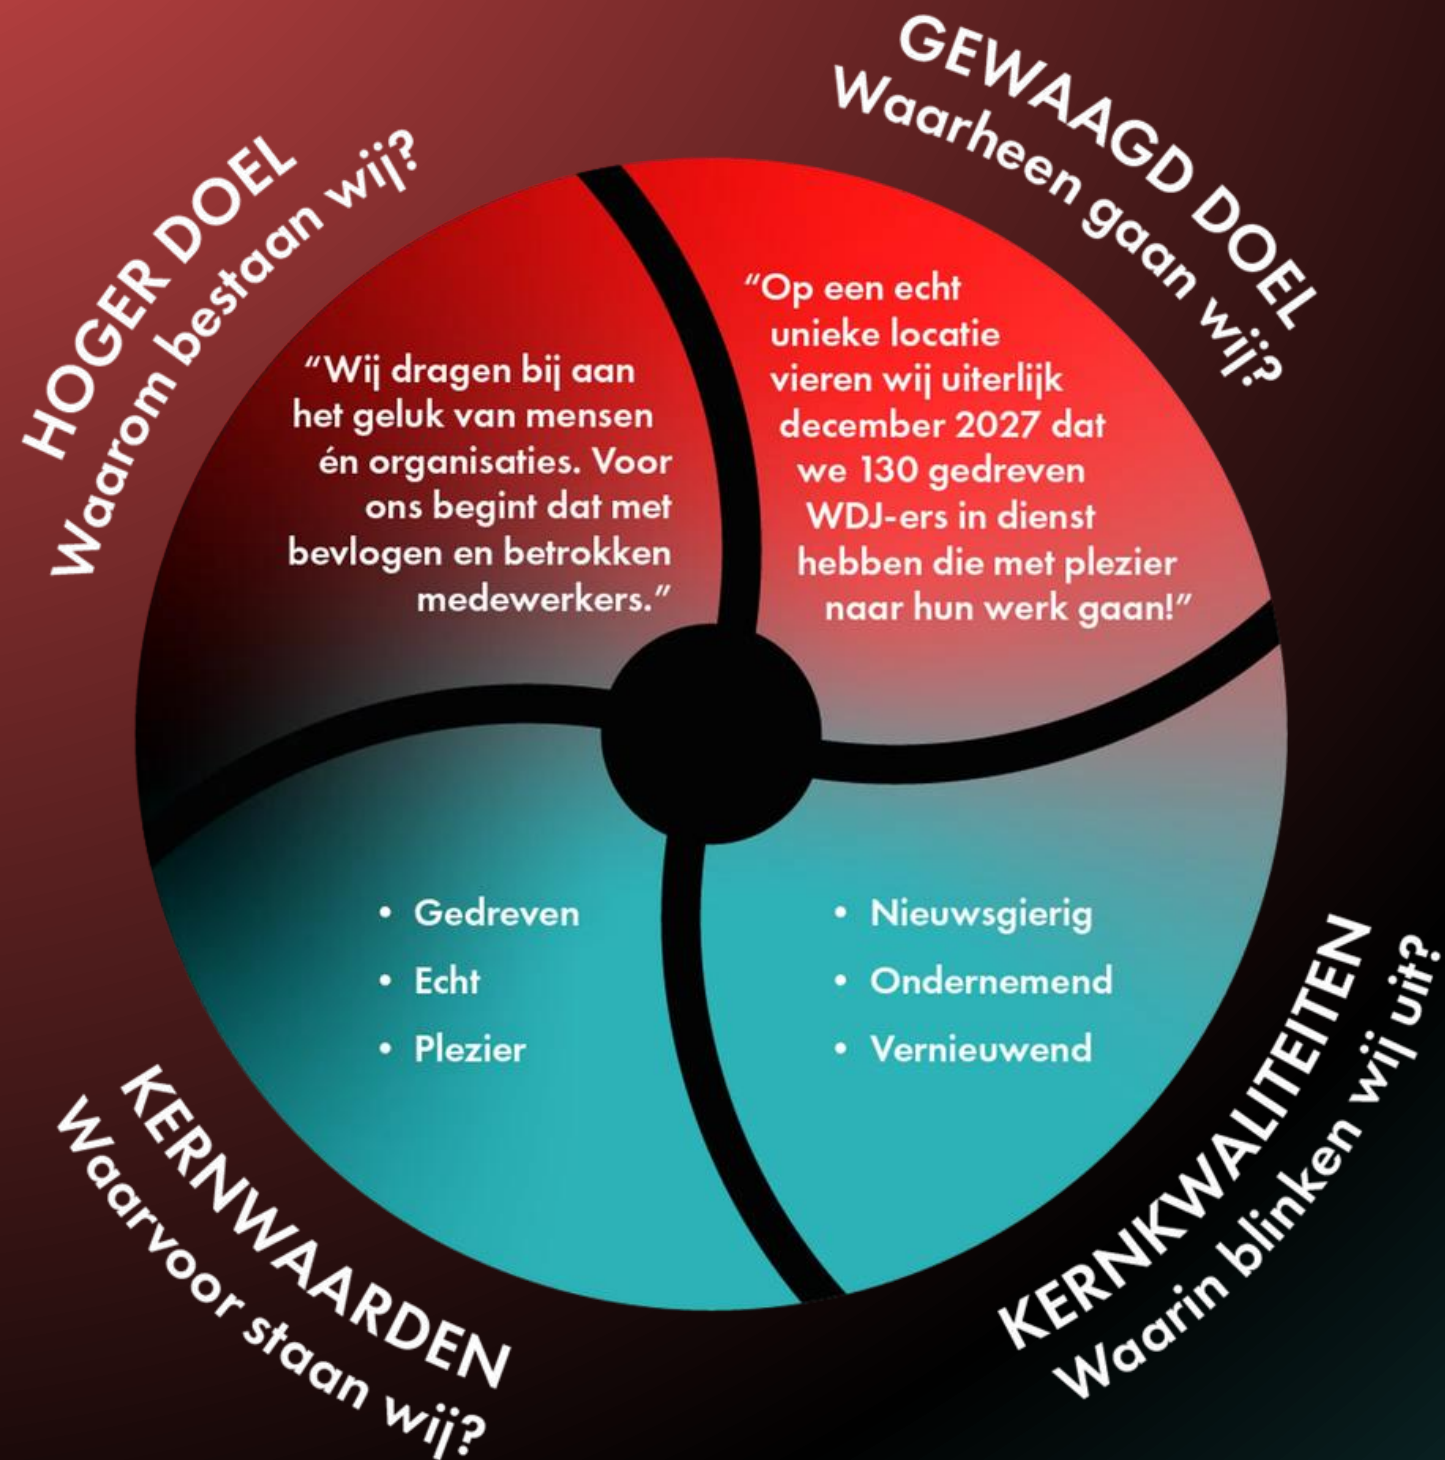 HOGER DOEL
Waarom bestaan wij?
“Wij dragen bij aan
het geluk van mensen
én organisaties. Voor
ons begint dat met
bevlogen en betrokken
medewerkers.”
GEWAAGD DOEL
Waarheen gaan wij?
“Op een echt
unieke locatie
vieren wij uiterlijk
december 2027 dat
we 130 gedreven
WDJ-ers in dienst
hebben die met plezier
naar hun werk gaan!”
KERNWAARDEN
Waarvoor staan wij?
• Gedreven
• Echt
• Plezier
KERNKWALITEITEN
Waarin blinken wij uit?
• Nieuwsgierig
• Ondernemend
• Vernieuwend